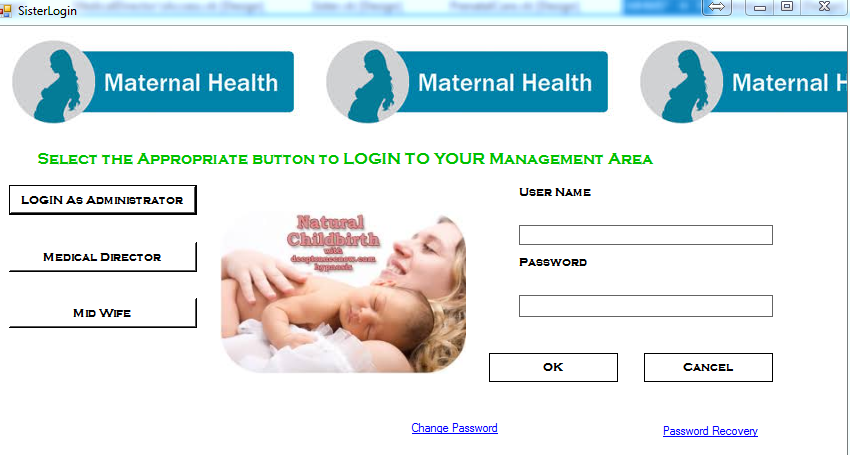 SisterLogin
Maternal Health
Maternal Health
Maternal H
Select the Appropriate button to LOGIN TO YOUR Management Area
LOGIN As Administrator
User Name
Natural
Childbirth
with
hypnosis
Medical Director
Password
Mid Wife
OK
Cancel
Change Password
Password Recovery